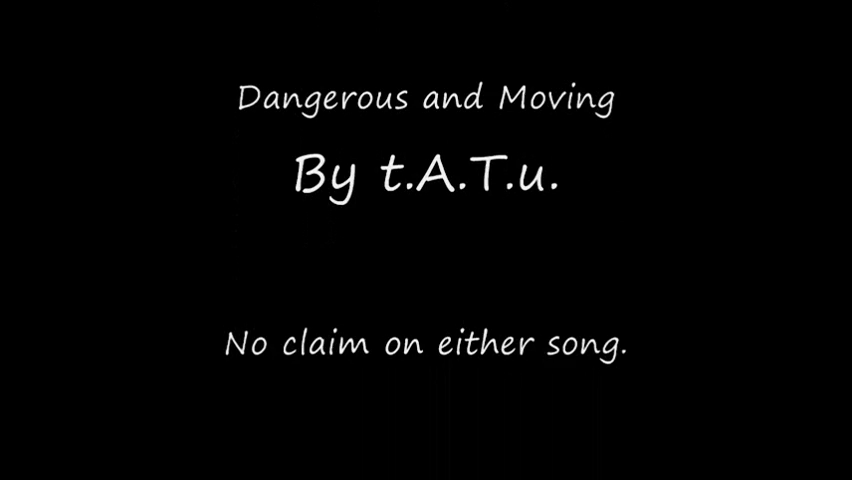 Dangerous and Moving
By t.A.T.u.
No claim on either song.